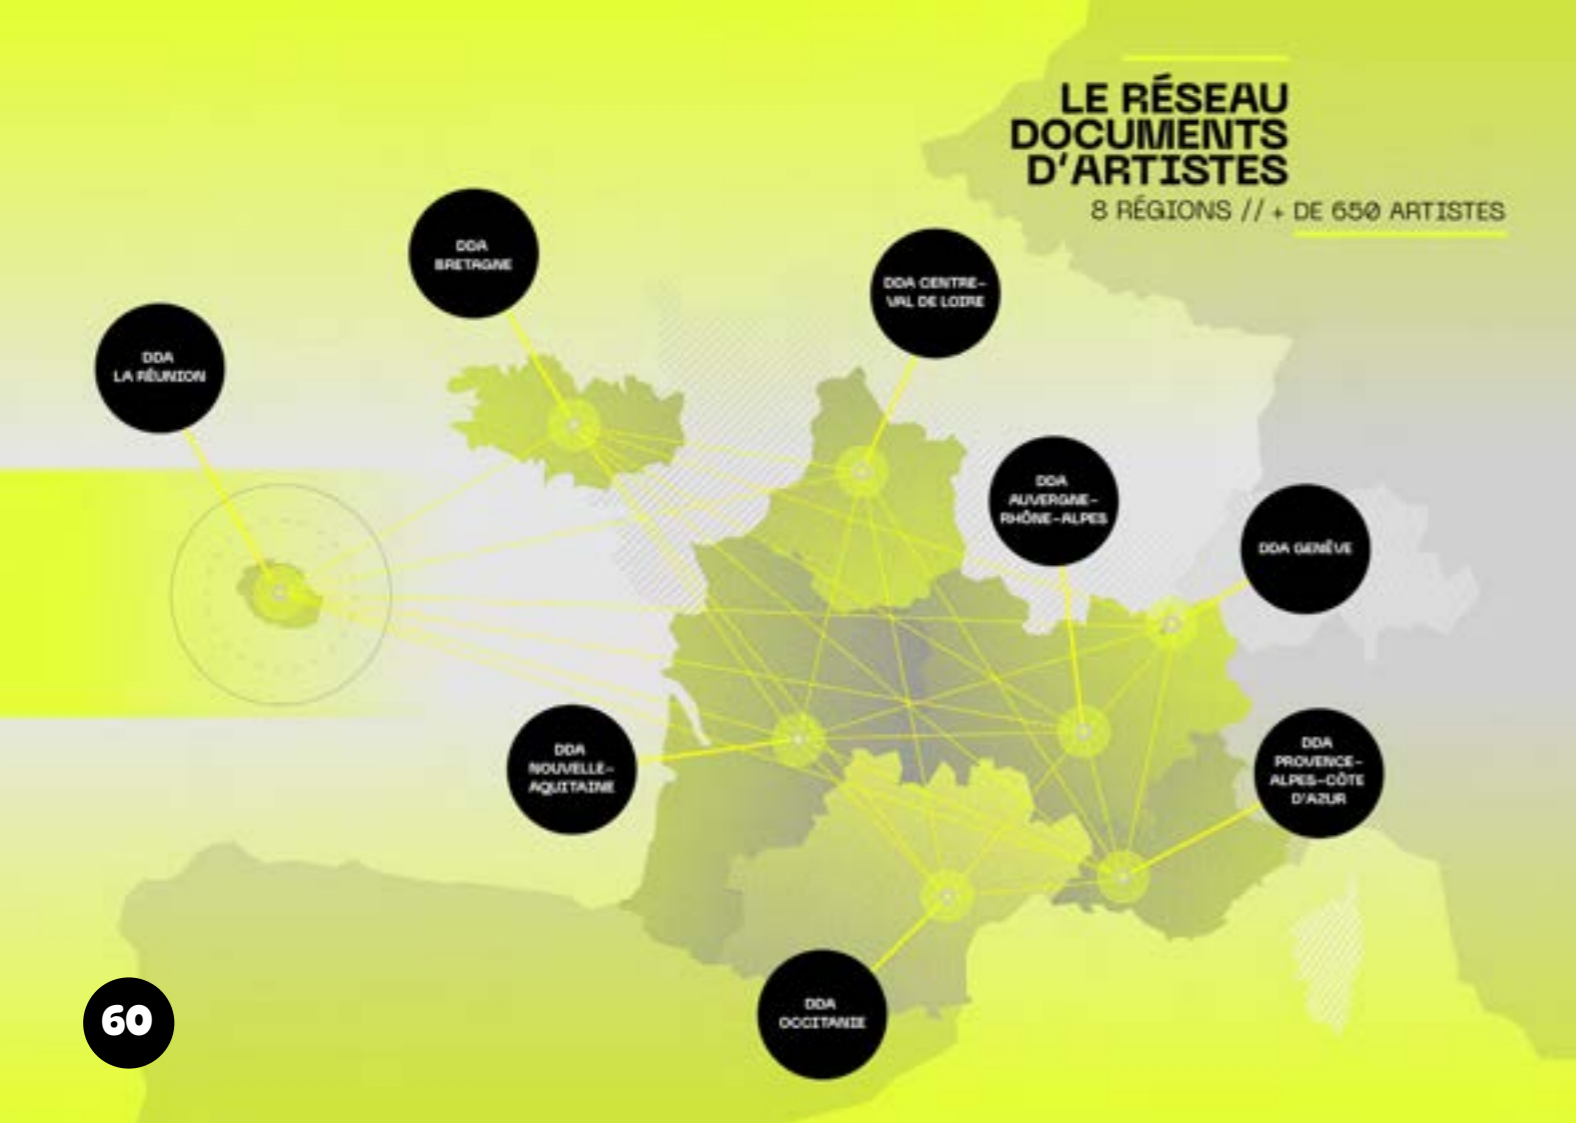 LE RÉSEAU
DOCUMENTS
D'ARTISTES
8 RÉGIONS // + DE 650 ARTISTES
DDA
BRETAGNE
DDA CENTRE-
VAL DE LOIRE
DDA
LA RÉUNION
DDA
AUVERGNE-
RHÔNE-ALPES
DDA GENÈVE
DDA
NOUVELLE-
AQUITAINE
DDA
PROVENCE-
ALPES-CÔTE
D'AZUR
DDA
OCCITANIE
60